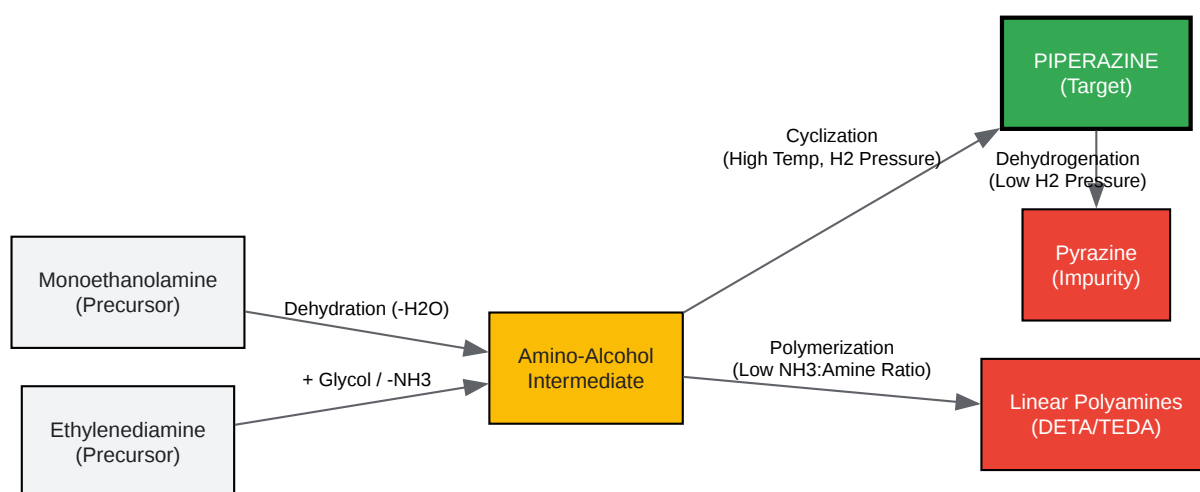 PIPERAZINE
(Target)
Cyclization
(High Temp, H2 Pressure)
Dehydrogenation
(Low H2 Pressure)
Pyrazine
(Impurity)
Monoethanolamine
(Precursor)
Dehydration (-H2O)
Amino-Alcohol
Intermediate
Polymerization
(Low NH3:Amine Ratio)
+ Glycol / -NH3
Linear Polyamines
(DETA/TEDA)
Ethylenediamine
(Precursor)